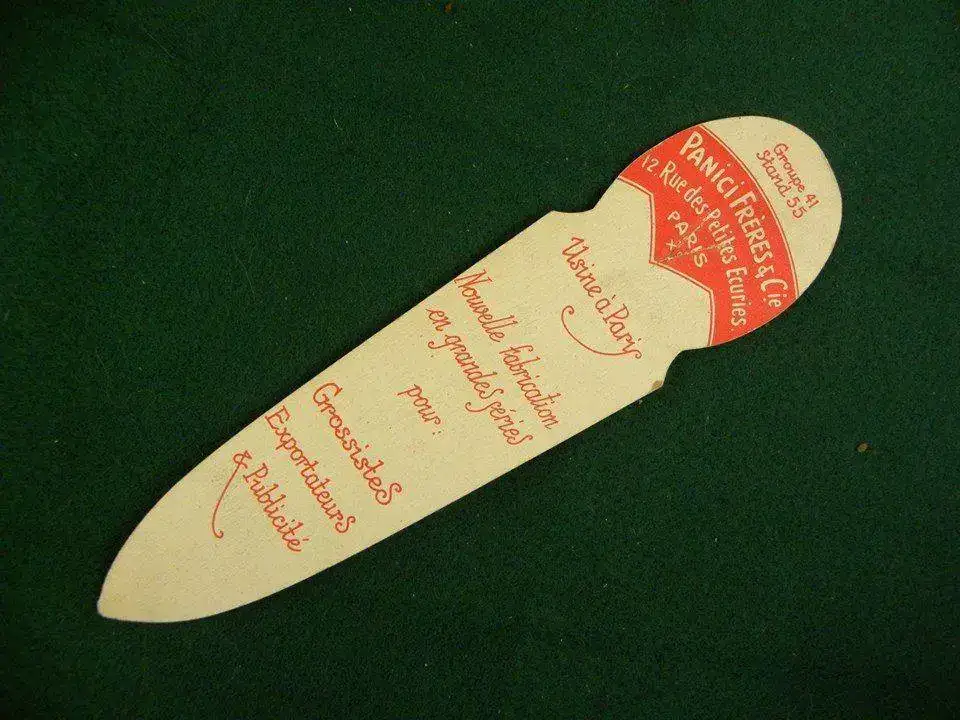 Groupe 41
Stand 55
PANICI FRÈRES & Cie
12 Rue des Petites Ecuries
PARIS
X
Usine à Paris
Nouvelle fabrication
en grandes séries
pour :
Grossistes
Exportateurs
& Publicité